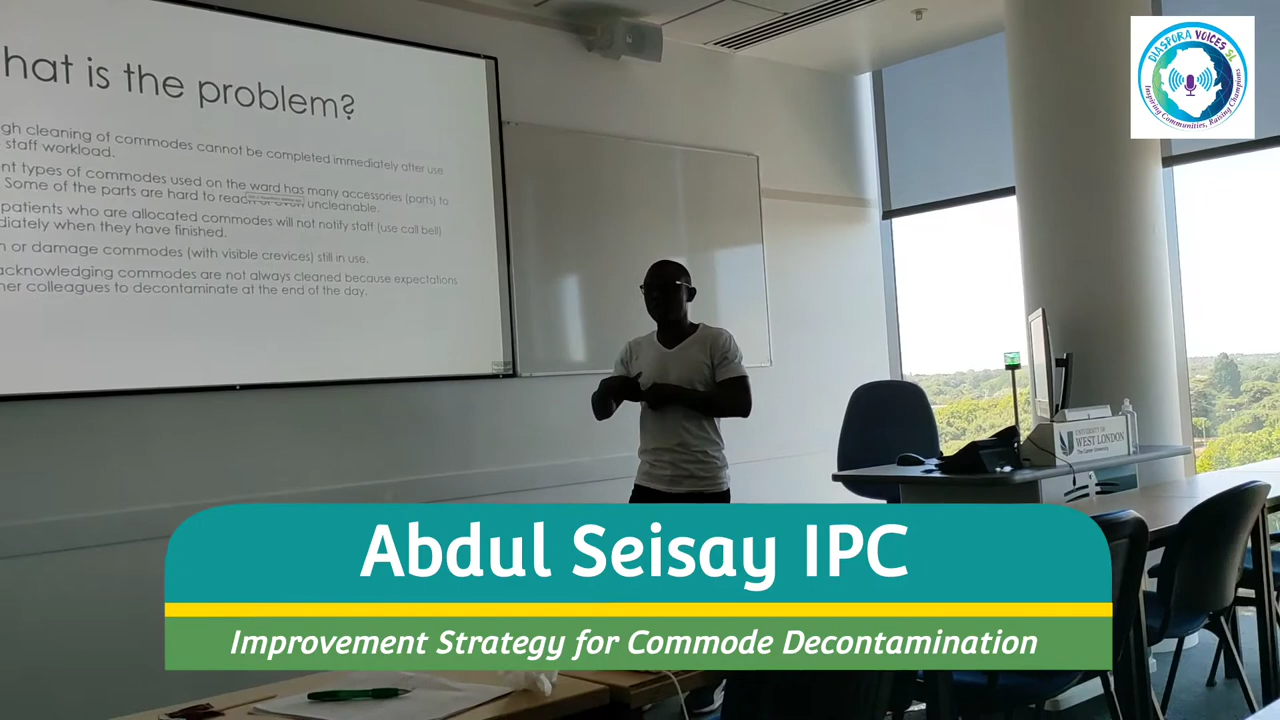 hat is the problem?
gh cleaning of commodes cannot be completed immediately after use
staff workload.
nt types of commodes used on the ward has many accessories (parts) to
Some of the parts are hard to
uncleanable.
patients who are allocated commodes will not notify staff (use call bell)
diately when they have finished.
n or damage commodes (with visible crevices) still in use.
acknowledging commodes are not always cleaned because expectations
her colleagues to decontaminate at the end of the day.
DIASPORA VOICES SL
Inspiring Communities, Raising Champions
UNIVERSITY OF
WEST LONDON
The Career University
Abdul Seisay IPC
Improvement Strategy for Commode Decontamination